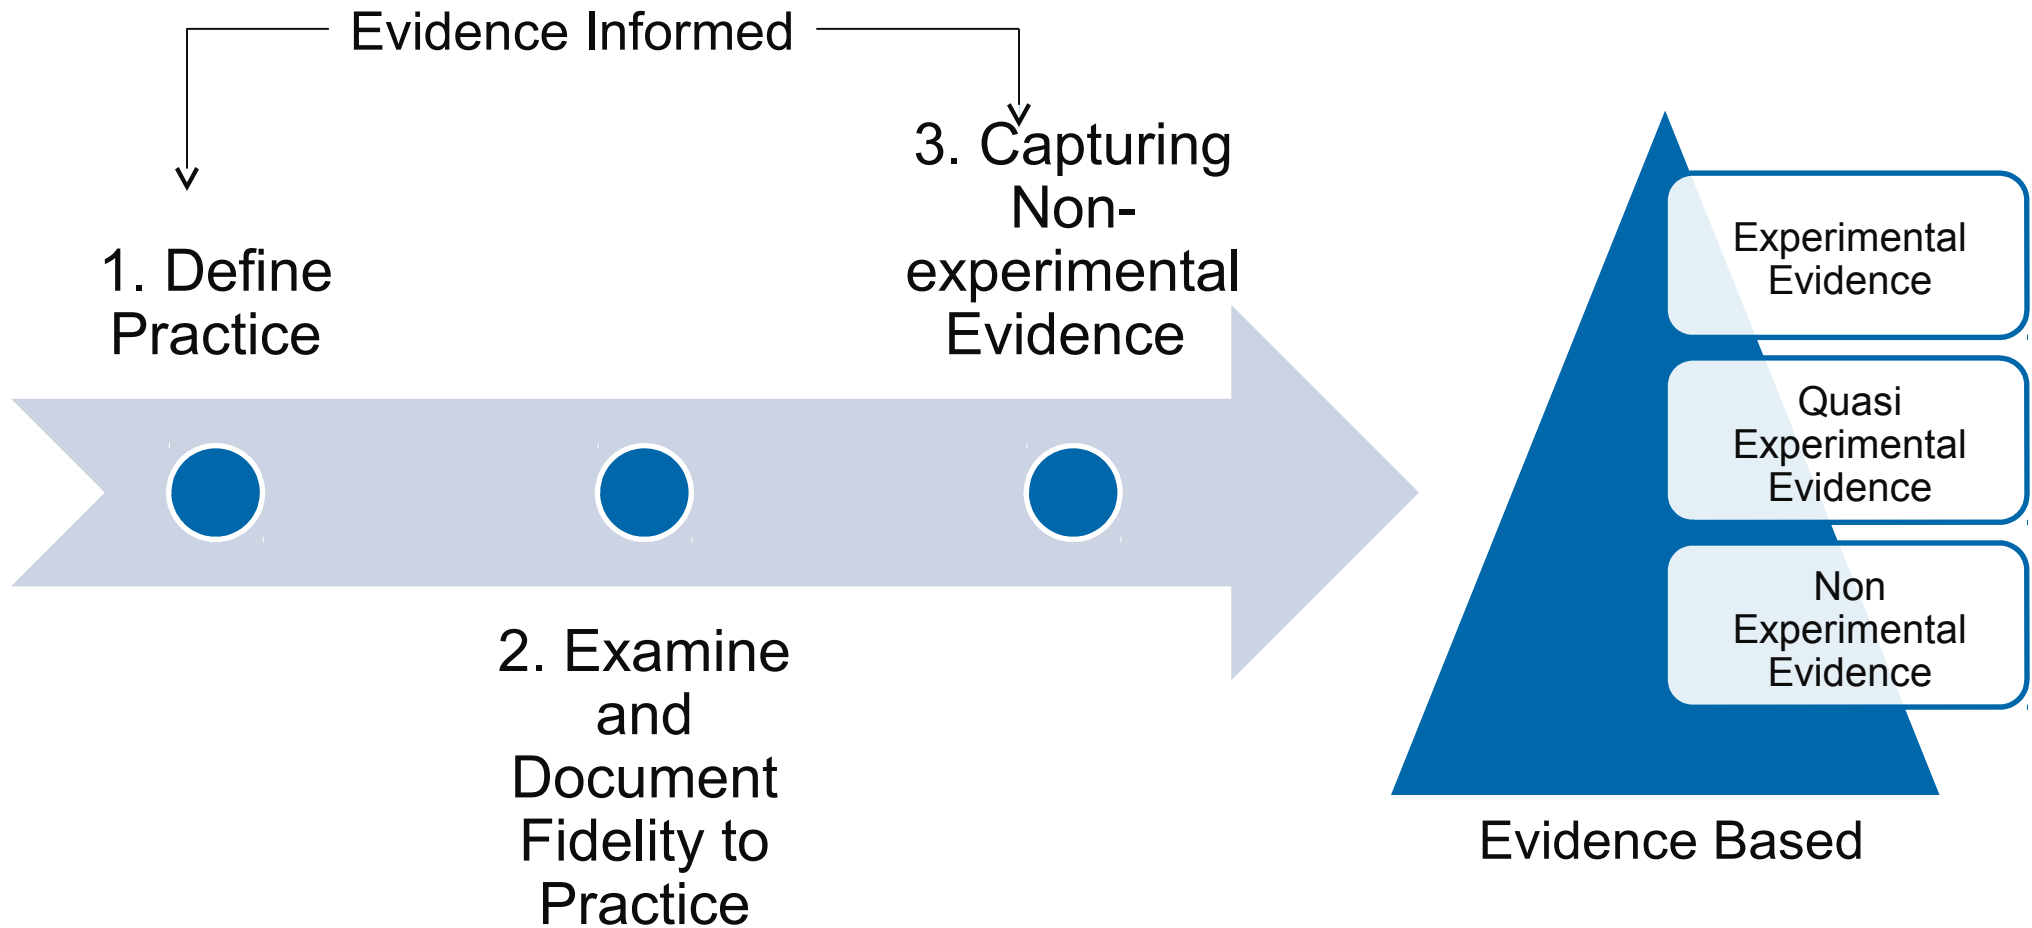 Evidence Informed
1. Define
Practice
3. Capturing
Non-
experimental
Evidence
2. Examine
and
Document
Fidelity to
Practice
Experimental
Evidence
Quasi
Experimental
Evidence
Non
Experimental
Evidence
Evidence Based